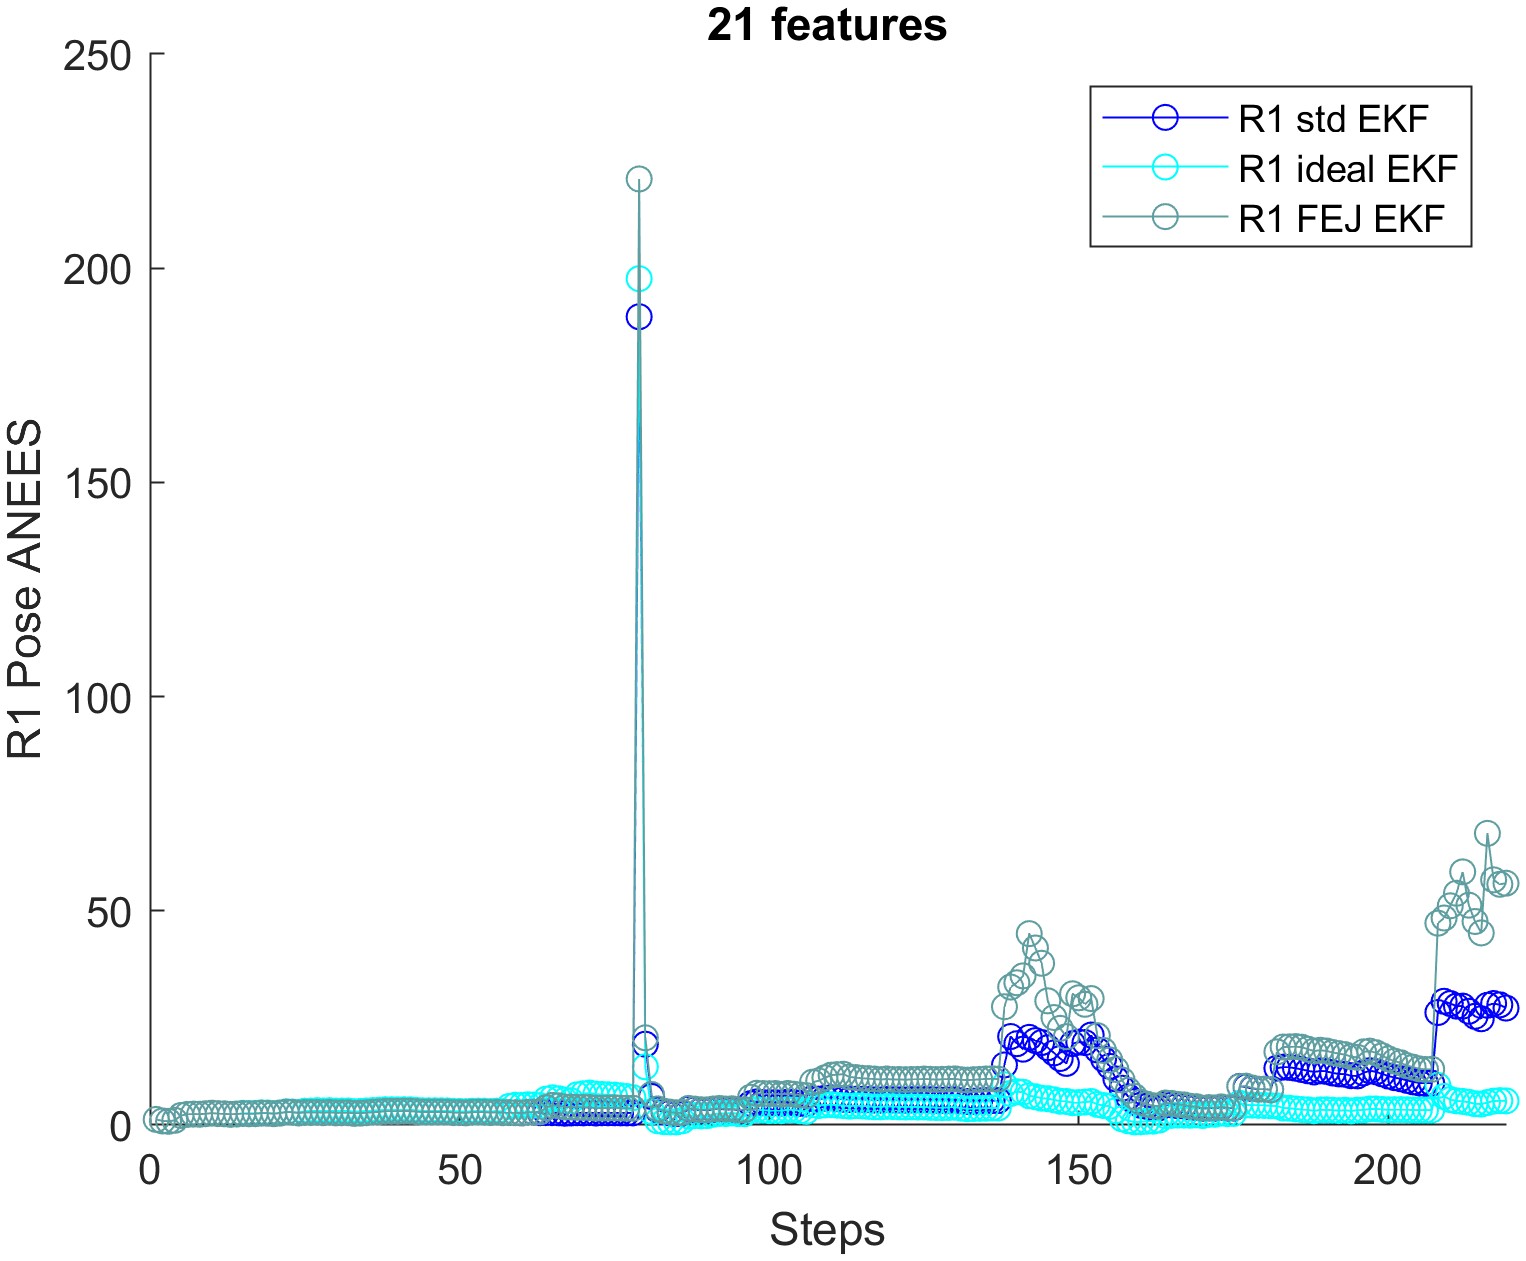 21 features
250
200
150
100
50
0
R1 Pose ANEES
R1 std EKF
R1 ideal EKF
R1 FEJ EKF
0 50 100 150 200
Steps